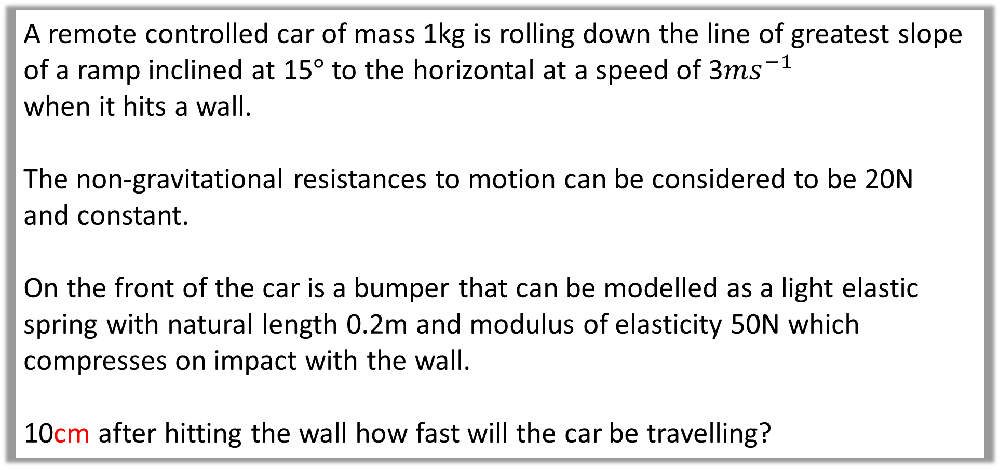 A remote controlled car of mass 1kg is rolling down the line of greatest slope
of a ramp inclined at 15° to the horizontal at a speed of 3ms⁻¹
when it hits a wall.
The non-gravitational resistances to motion can be considered to be 20N
and constant.
On the front of the car is a bumper that can be modelled as a light elastic
spring with natural length 0.2m and modulus of elasticity 50N which
compresses on impact with the wall.
10cm after hitting the wall how fast will the car be travelling?